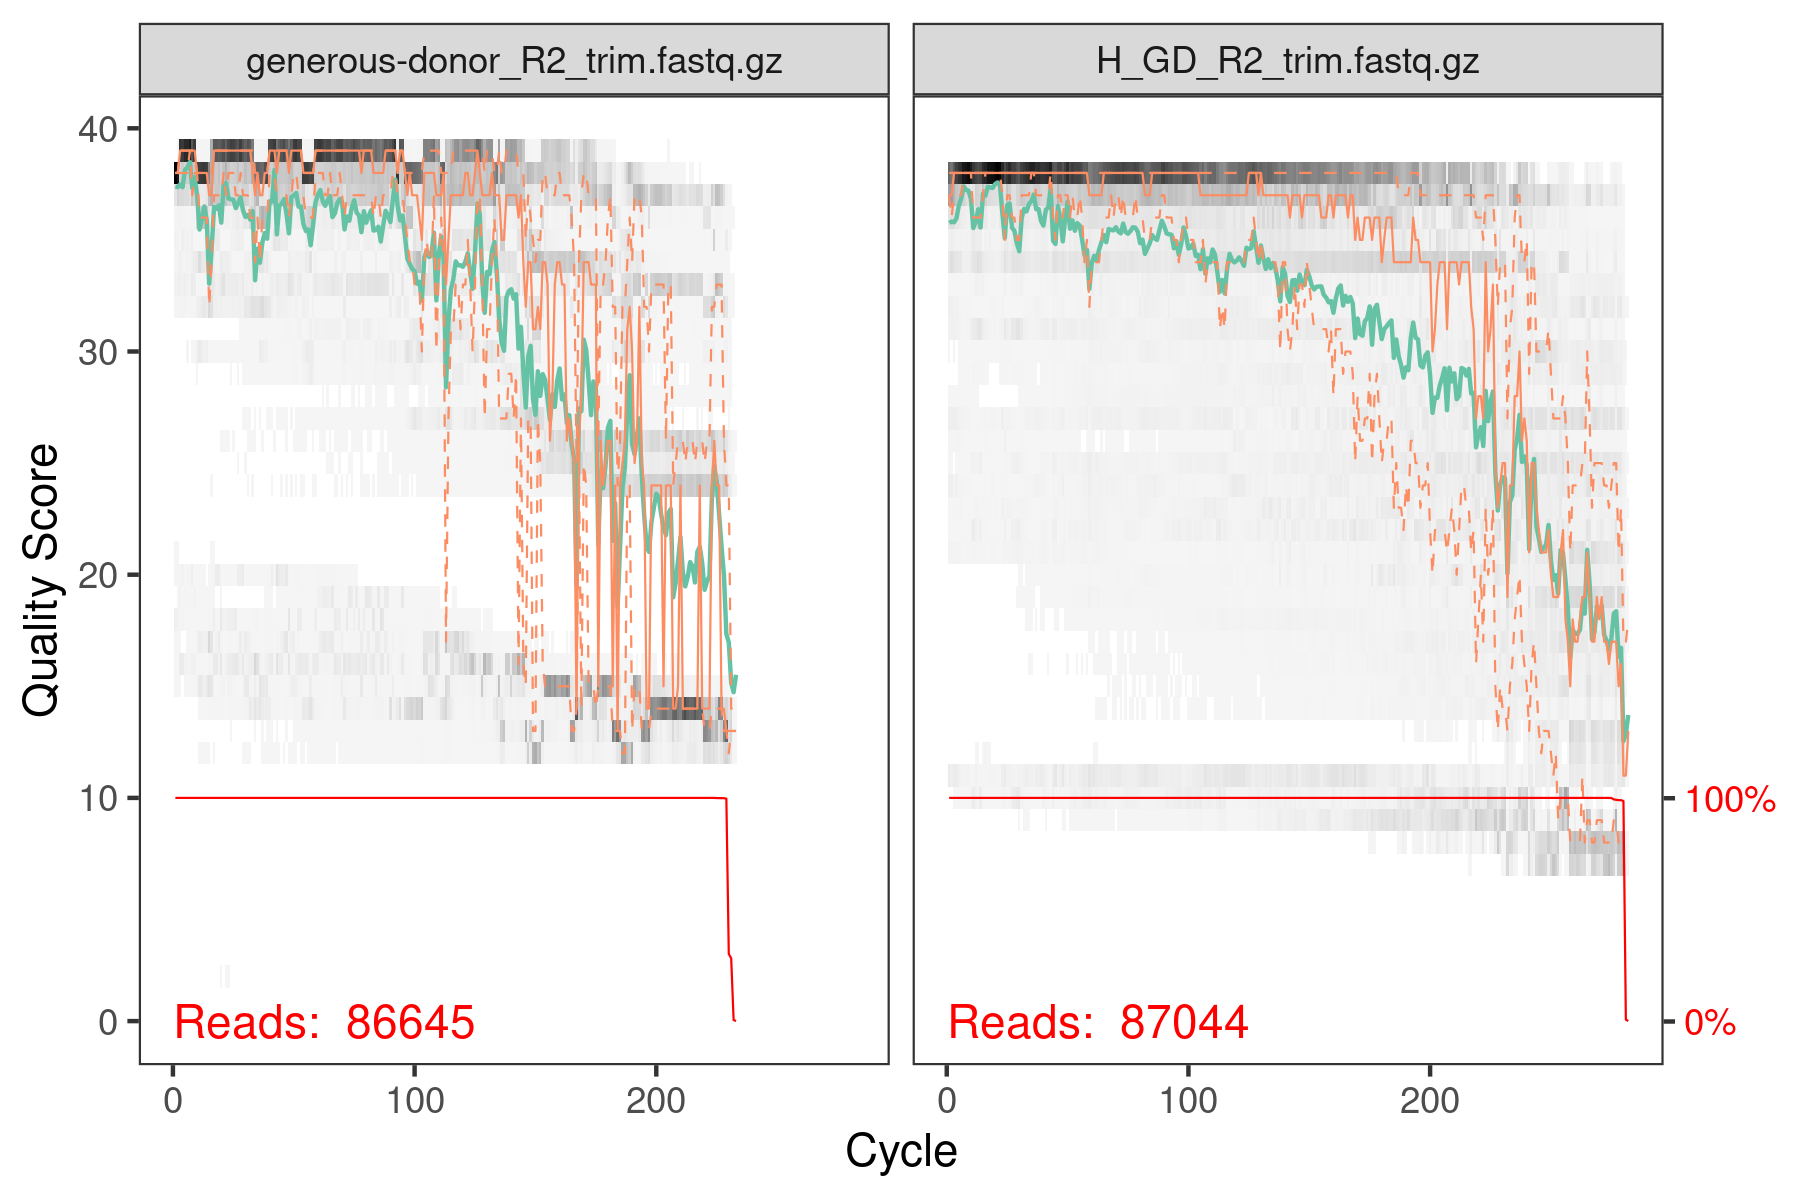 generous-donor_R2_trim.fastq.gz
H_GD_R2_trim.fastq.gz
40
30
20
10
0
Quality Score
Reads: 86645
Reads: 87044
100%
0%
0
100
200
0
100
200
Cycle